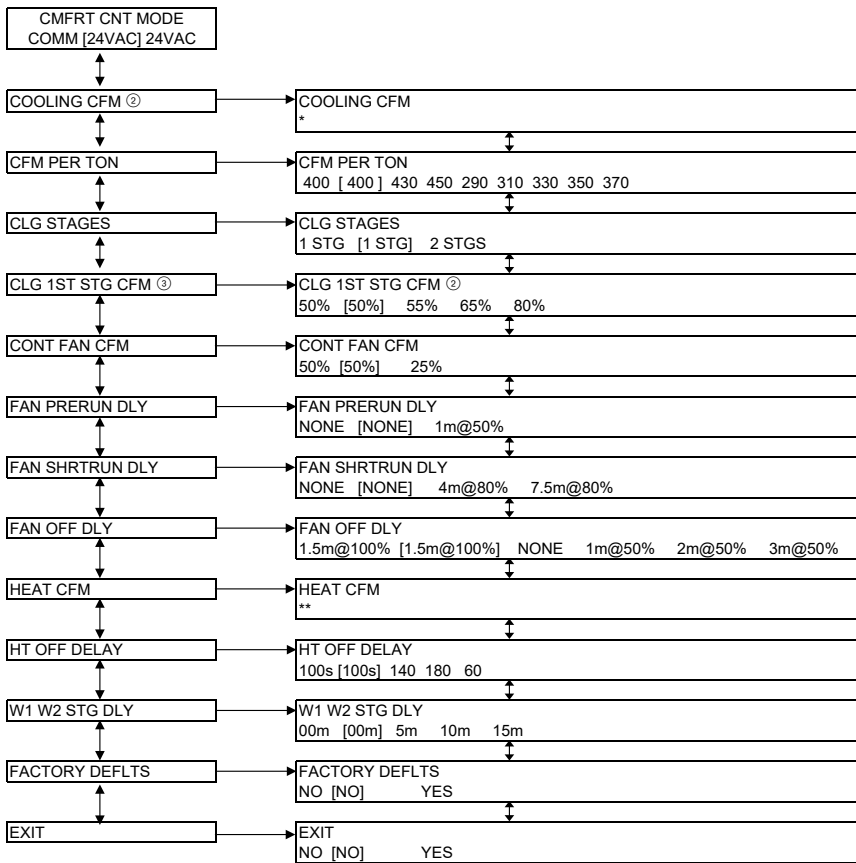 CMFRT CNT MODE
COMM [24VAC] 24VAC
COOLING CFM ②
COOLING CFM
*
CFM PER TON
CFM PER TON
400 [ 400 ] 430 450 290 310 330 350 370
CLG STAGES
CLG STAGES
1 STG [1 STG] 2 STGS
CLG 1ST STG CFM ③
CLG 1ST STG CFM ②
50% [50%] 55% 65% 80%
CONT FAN CFM
CONT FAN CFM
50% [50%] 25%
FAN PRERUN DLY
FAN PRERUN DLY
NONE [NONE] 1m@50%
FAN SHRTRUN DLY
FAN SHRTRUN DLY
NONE [NONE] 4m@80% 7.5m@80%
FAN OFF DLY
FAN OFF DLY
1.5m@100% [1.5m@100%] NONE 1m@50% 2m@50% 3m@50%
HEAT CFM
HEAT CFM
**
HT OFF DELAY
HT OFF DELAY
100s [100s] 140 180 60
W1 W2 STG DLY
W1 W2 STG DLY
00m [00m] 5m 10m 15m
FACTORY DEFLTS
FACTORY DEFLTS
NO [NO] YES
EXIT
EXIT
NO [NO] YES